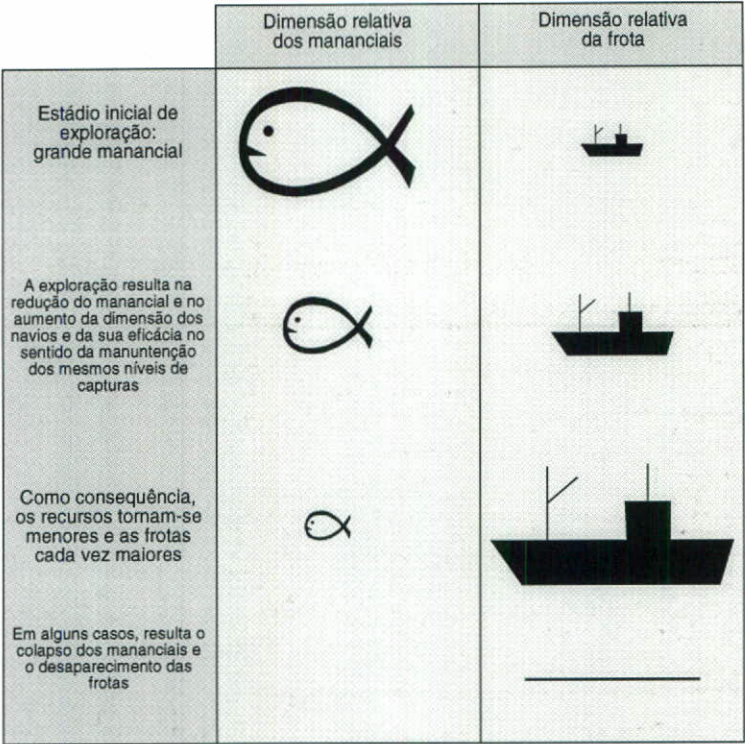 Dimensão relativa
dos mananciais
Dimensão relativa
da frota
Estádio inicial de
exploração:
grande manancial
A exploração resulta na
redução do manancial e no
aumento da dimensão dos
navios e da sua eficácia no
sentido da manuntenção
dos mesmos níveis de
capturas
Como consequência,
os recursos tornam-se
menores e as frotas
cada vez maiores
Em alguns casos, resulta o
colapso dos mananciais e
o desaparecimento das
frotas